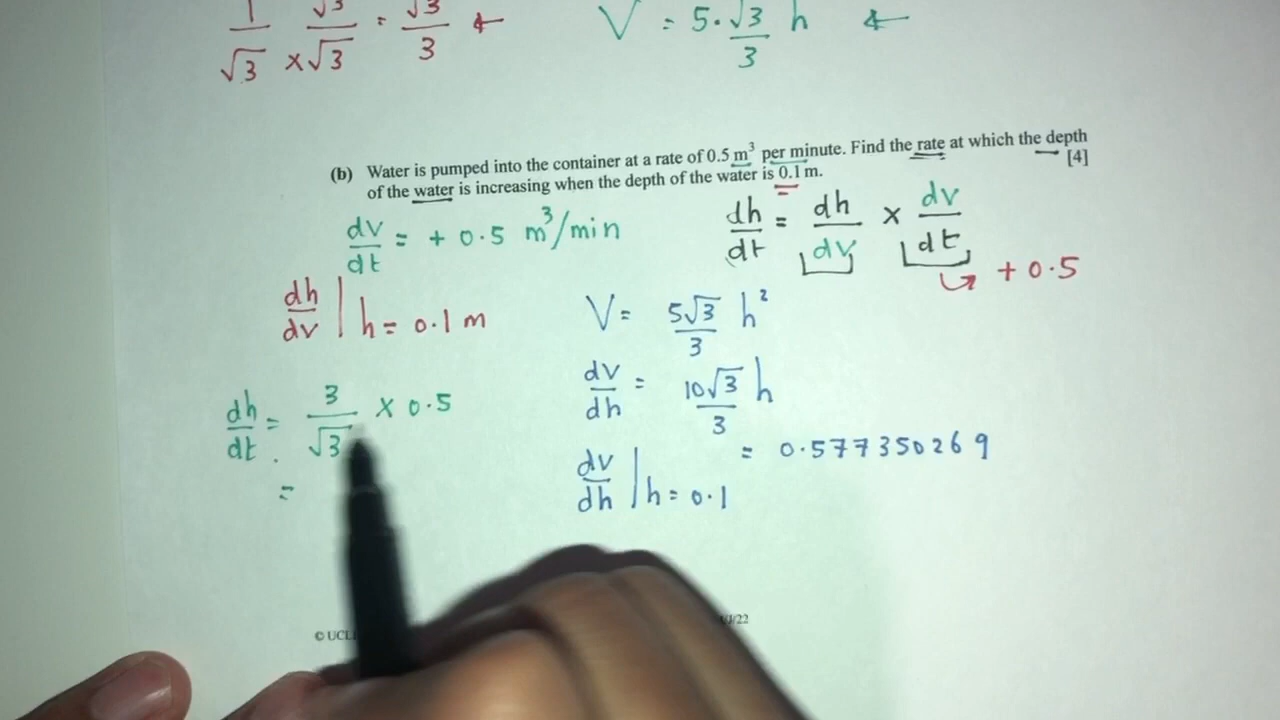 1/√3 × √3/√3 = √3/3 ←
V = 5·√3/3 h ←
(b) Water is pumped into the container at a rate of 0.5 m³ per minute. Find the rate at which the depth
of the water is increasing when the depth of the water is 0.1 m. [4]
dv/dt = + 0.5 m³/min
dh/dt = dh/dv × dv/dt
+ 0.5
dh/dv | h = 0.1 m
V = 5√3/3 h²
dv/dh = 10√3/3 h
dh/dt = 3/√3 × 0.5
=
dv/dh | h = 0.1 = 0.577350269
/22